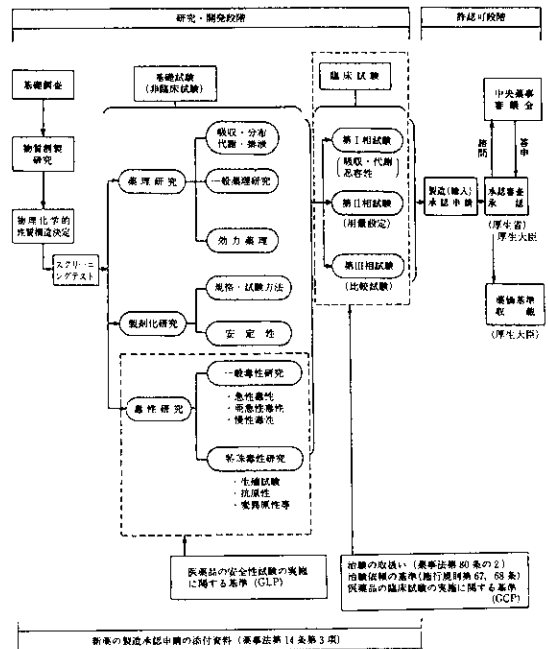 研究・開発段階
許認可段階
基礎調査
物質創製
研究
物理化学的
性質構造決定
スクリーニ
ングテスト
基礎試験
(非臨床試験)
薬理研究
吸収・分布
代謝・排泄
一般薬理研究
効力薬理
製剤化研究
規格・試験方法
安定性
毒性研究
一般毒性研究
・急性毒性
・亜急性毒性
・慢性毒性
特殊毒性研究
・生殖試験
・抗原性
・変異原性等
医薬品の安全性試験の実施
に関する基準 (GLP)
臨床試験
第Ⅰ相試験
(吸収・代謝
忍容性)
第Ⅱ相試験
(用量設定)
第Ⅲ相試験
(比較試験)
治験の取扱い (薬事法第80条の2)
治験依頼の基準(施行規則第67, 68条)
医薬品の臨床試験の実施に関する基準
(GCP)
製造(輸入)
承認申請
中央薬事
審議会
諮問
答申
承認審査
承認
(厚生省)
厚生大臣
薬価基準
収載
(厚生大臣)
新薬の製造承認申請の添付資料 (薬事法第14条第3項)